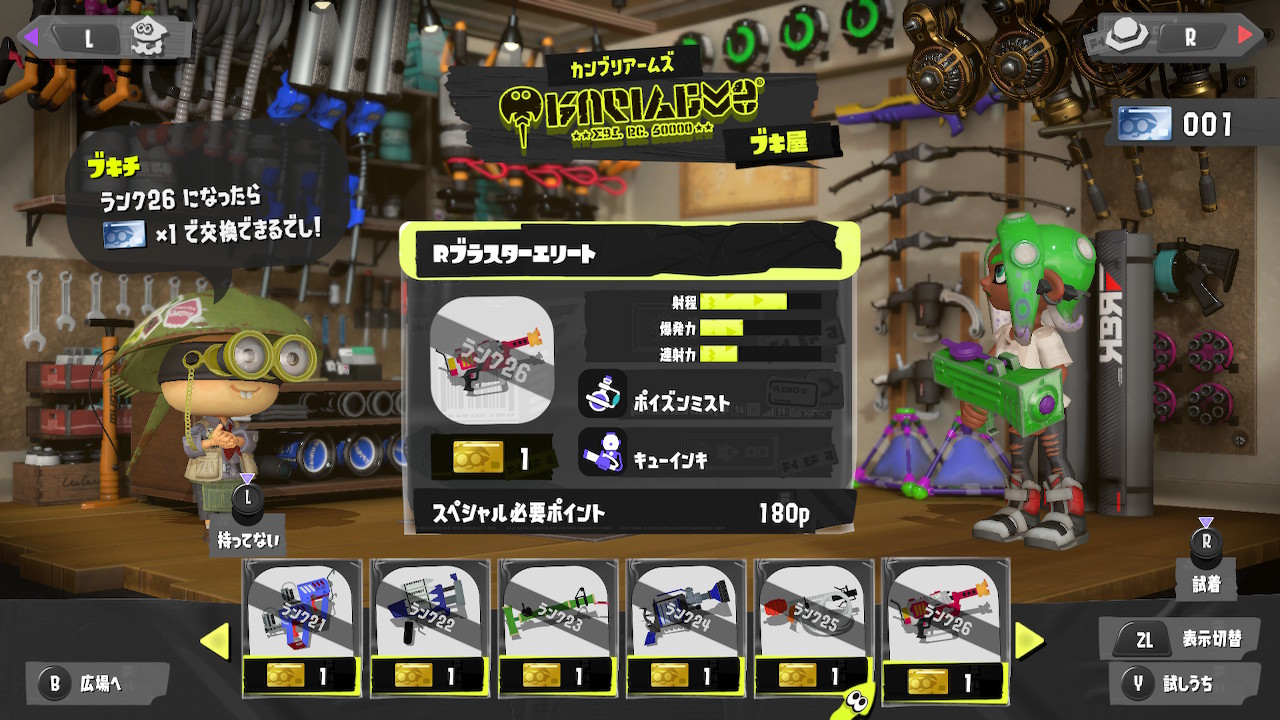 L
R
001
カンブリアームズ
ブキ屋
ブキチ
ランク26 になったら
×1 で交換できるでし!
Rブラスターエリート
ランク26
1
射程
爆発力
連射力
ポイズンミスト
キューインキ
スペシャル必要ポイント 180p
L
持ってない
R
試着
ランク21
ランク22
ランク23
ランク24
ランク25
ランク26
1
1
1
1
1
1
ZL 表示切替
B 広場へ
Y 試しうち